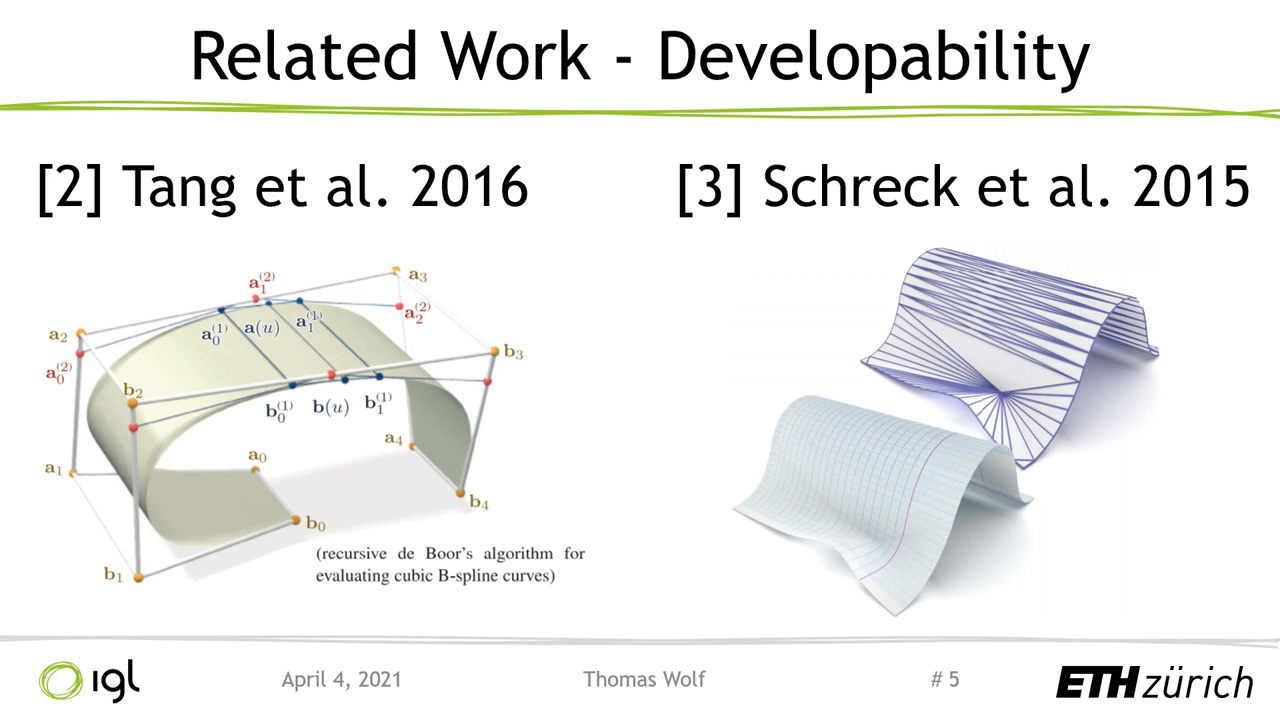 Related Work - Developability
[2] Tang et al. 2016
[3] Schreck et al. 2015
a₁⁽²⁾
a₃
a₂
a₀⁽¹⁾
a(u)
a₁⁽¹⁾
a₂⁽²⁾
a₀⁽²⁾
b₃
b₂
b₀⁽¹⁾
b(u)
b₁⁽¹⁾
a₄
a₁
a₀
b₄
b₀
(recursive de Boor's algorithm for
evaluating cubic B-spline curves)
b₁
igl
April 4, 2021
Thomas Wolf
# 5
ETH zürich